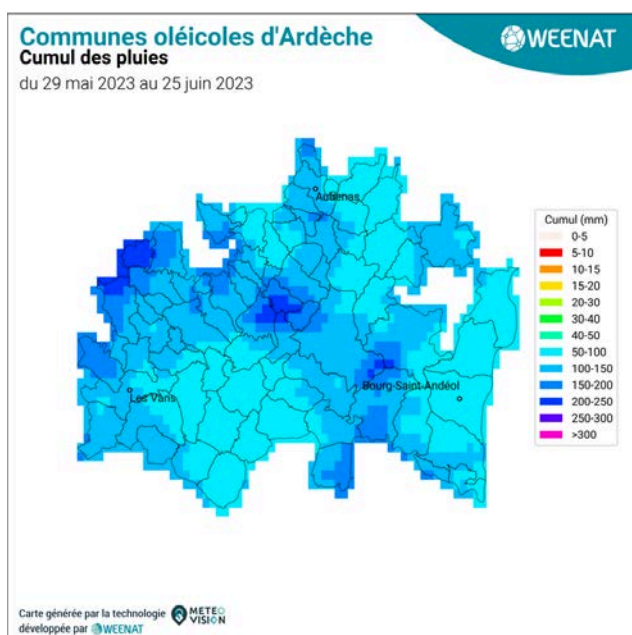 Communes oléicoles d'Ardèche
WEENAT
Cumul des pluies
du 29 mai 2023 au 25 juin 2023
Aubenas
Cumul (mm)
0-5
5-10
10-15
15-20
20-30
30-40
40-50
50-100
100-150
150-200
200-250
250-300
>300
Bourg-Saint-Andéol
Les Vans
Carte générée par la technologie METEO VISION
développée par WEENAT